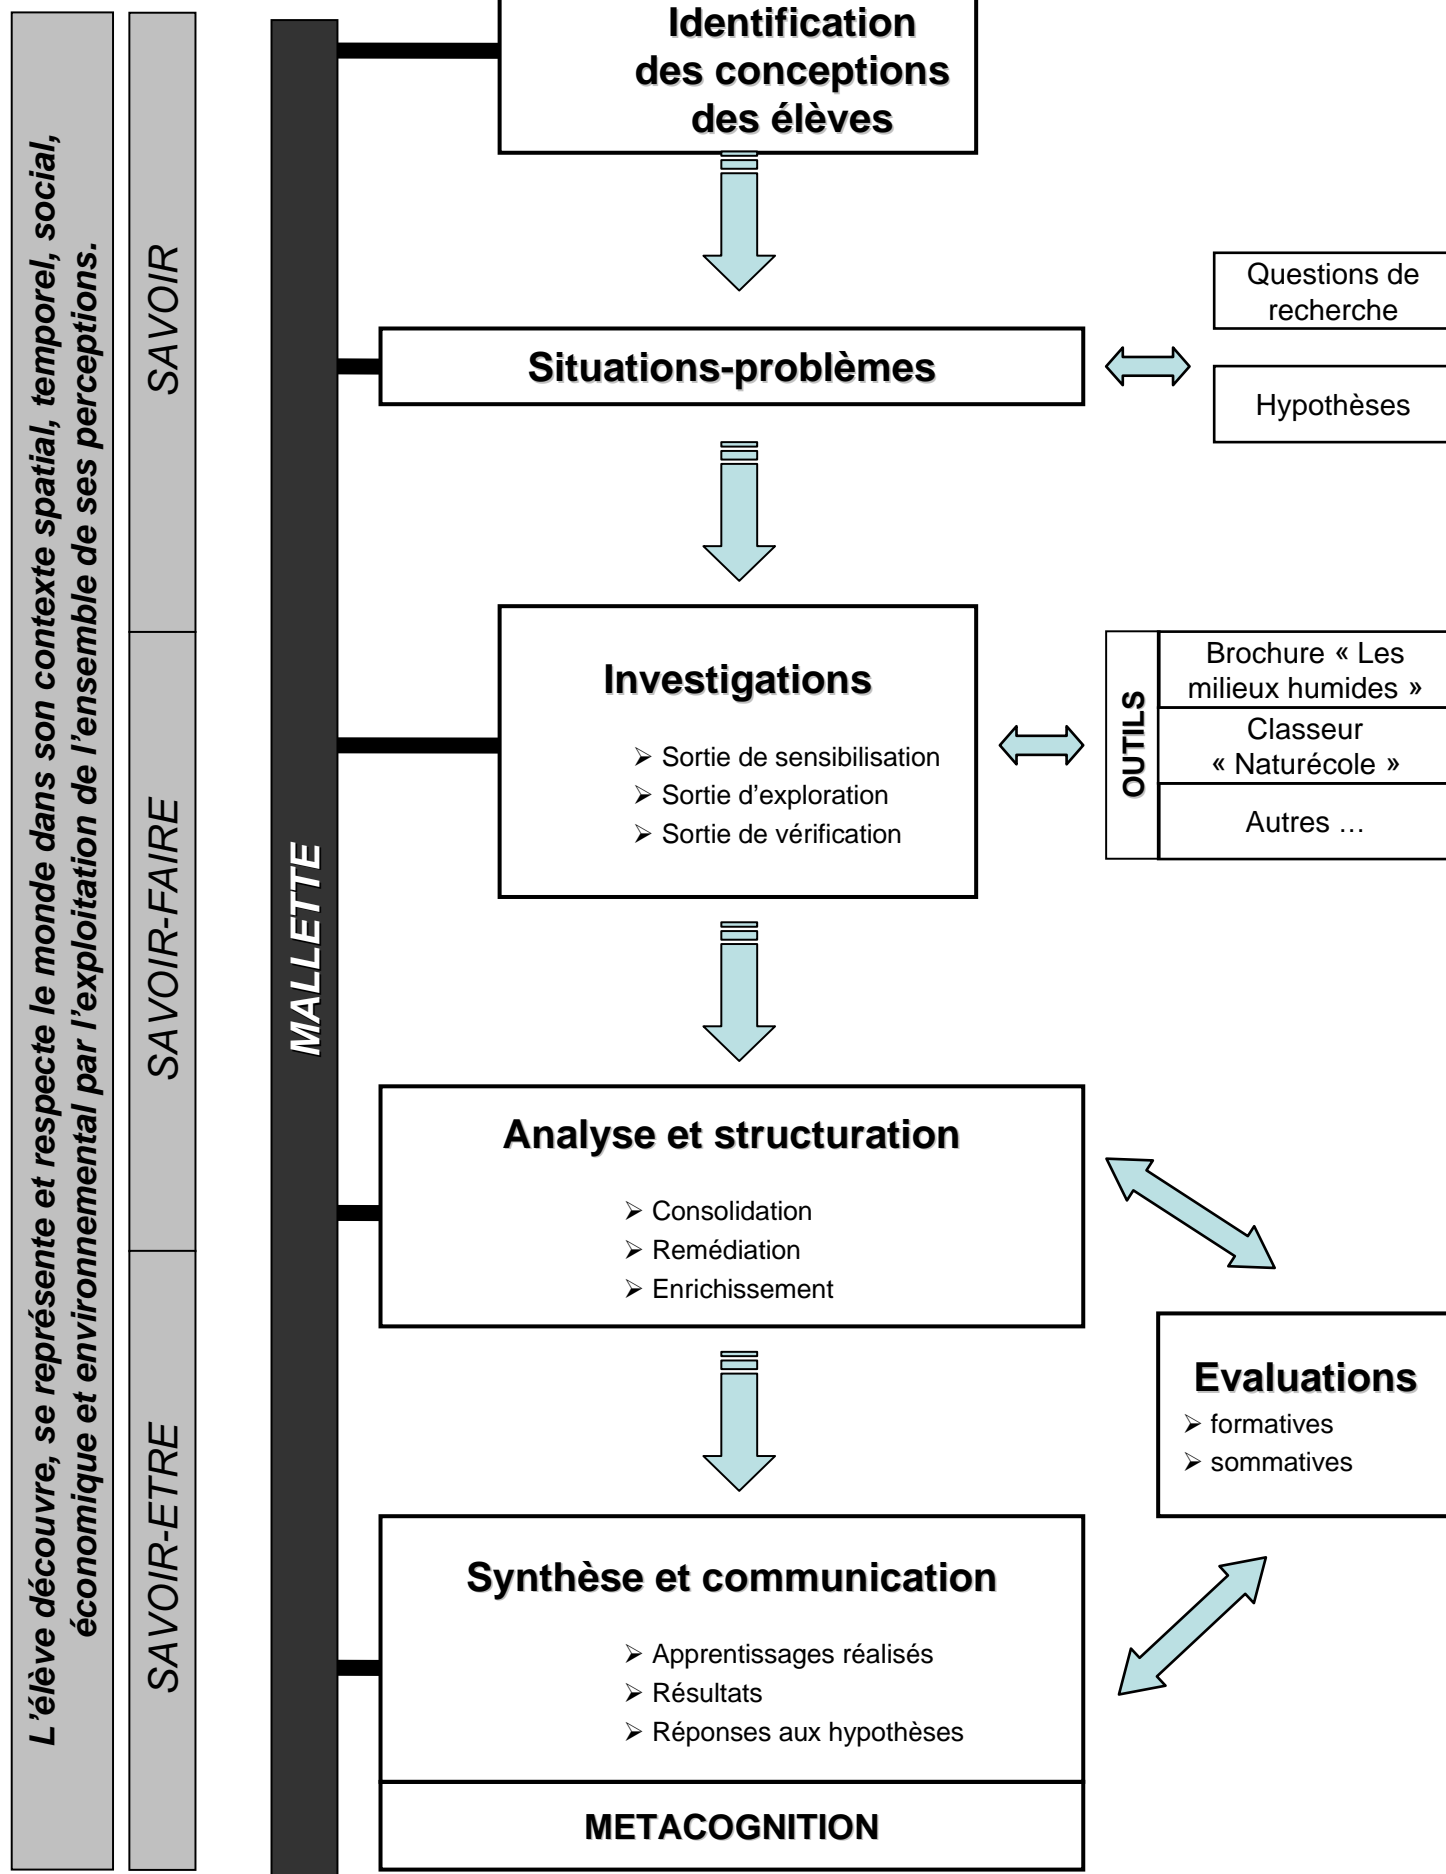 L'élève découvre, se représente et respecte le monde dans son contexte spatial, temporel, social,
économique et environnemental par l'exploitation de l'ensemble de ses perceptions.
SAVOIR
SAVOIR-FAIRE
SAVOIR-ETRE
MALLETTE
Identification
des conceptions
des élèves
Situations-problèmes
Questions de
recherche
Hypothèses
Investigations
➢ Sortie de sensibilisation
➢ Sortie d’exploration
➢ Sortie de vérification
OUTILS
Brochure « Les
milieux humides »
Classeur
« Naturécole »
Autres …
Analyse et structuration
➢ Consolidation
➢ Remédiation
➢ Enrichissement
Evaluations
➢ formatives
➢ sommatives
Synthèse et communication
➢ Apprentissages réalisés
➢ Résultats
➢ Réponses aux hypothèses
METACOGNITION